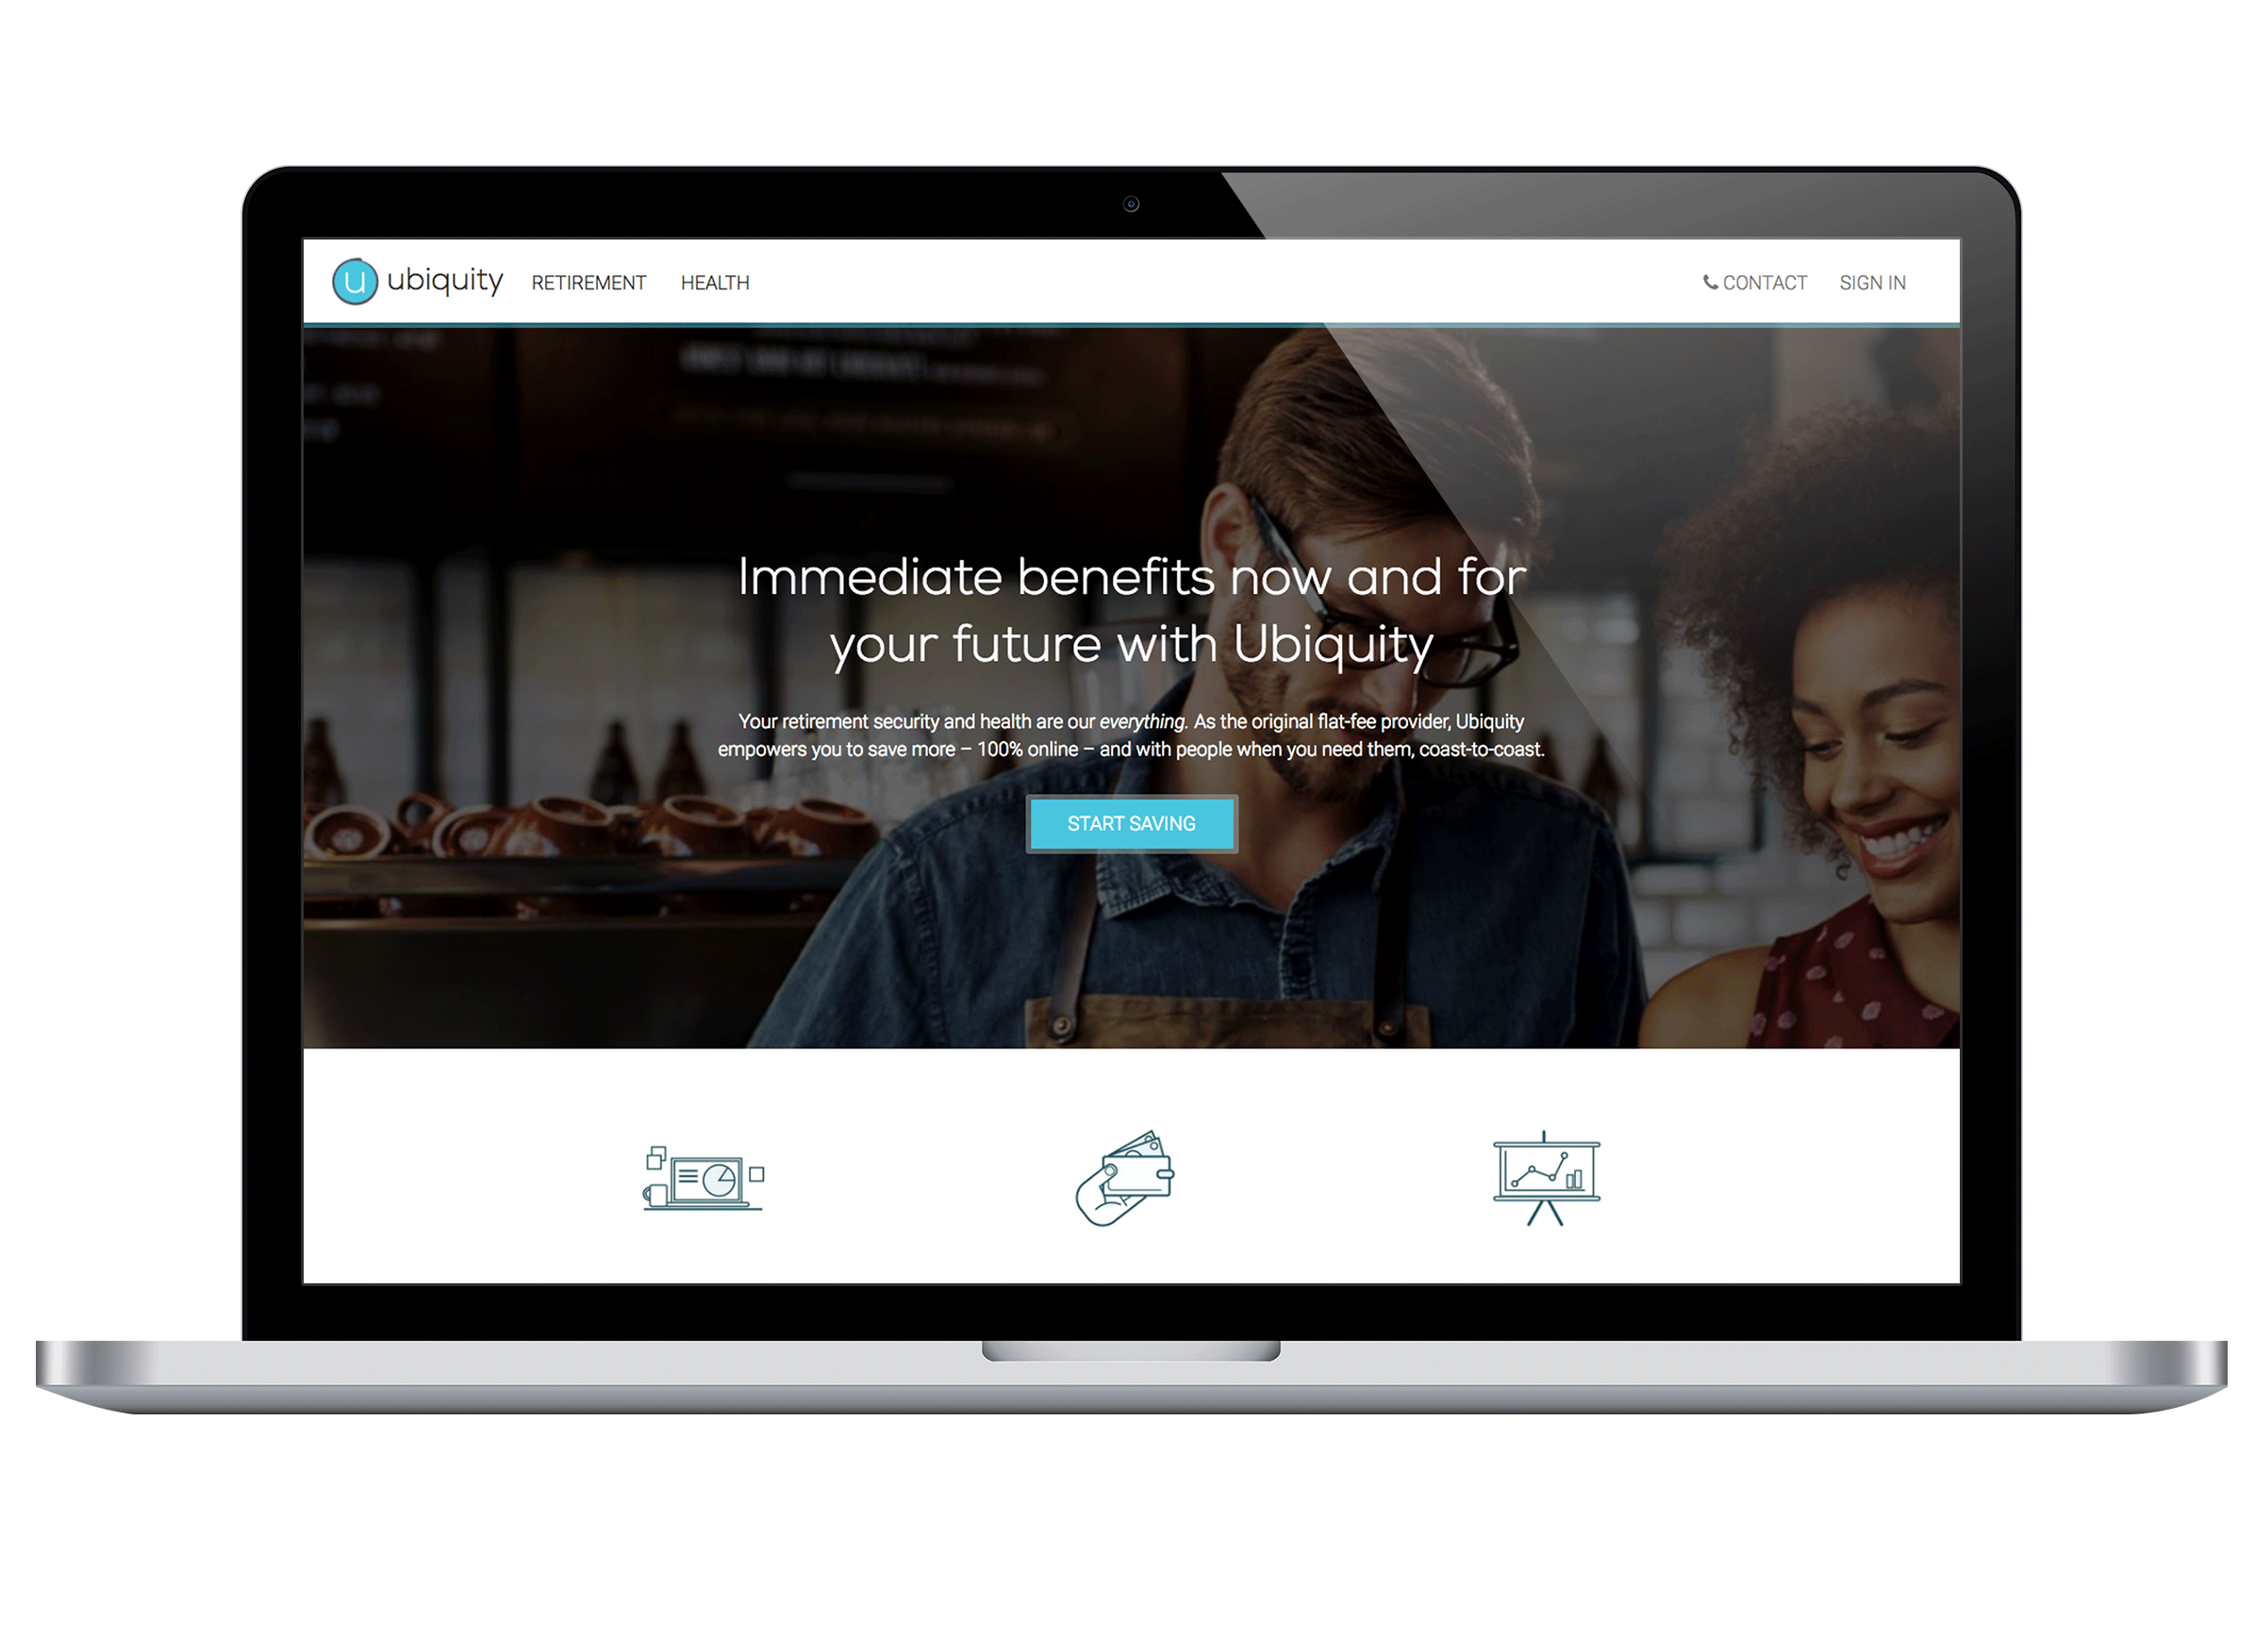 u ubiquity RETIREMENT HEALTH CONTACT SIGN IN
Immediate benefits now and for
your future with Ubiquity
Your retirement security and health are our everything. As the original flat-fee provider, Ubiquity
empowers you to save more – 100% online – and with people when you need them, coast-to-coast.
START SAVING